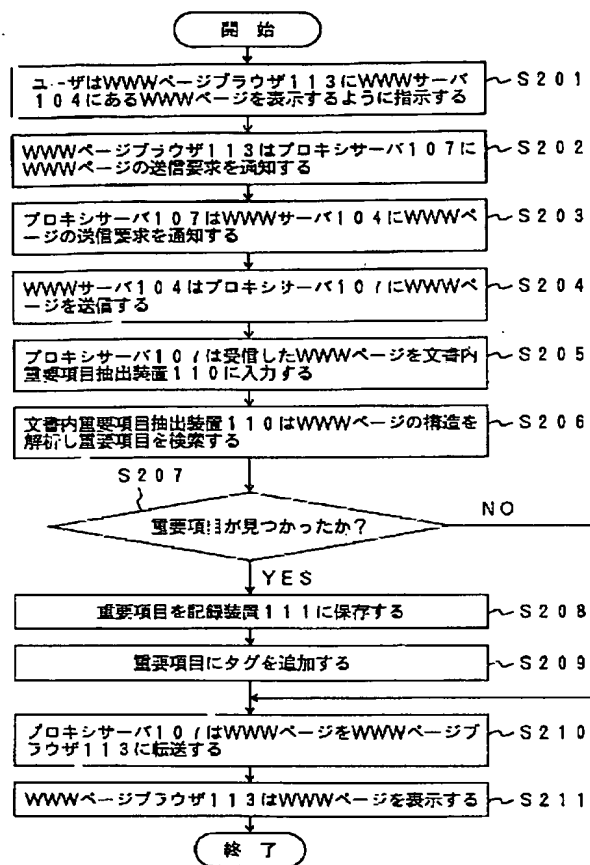 開 始
ユーザはWWWページブラウザ113にWWWサーバ
104にあるWWWページを表示するように指示する
S201
WWWページブラウザ113はプロキシサーバ107に
WWWページの送信要求を通知する
S202
プロキシサーバ107はWWWサーバ104にWWWペ
ージの送信要求を通知する
S203
WWWサーバ104はプロキシサーバ107にWWWペ
ージを送信する
S204
プロキシサーバ107は受信したWWWページを文書内
重要項目抽出装置110に入力する
S205
文書内重要項目抽出装置110はWWWページの構造を
解析し重要項目を検索する
S206
S207
重要項目が見つかったか?
NO
YES
重要項目を記録装置111に保存する
S208
重要項目にタグを追加する
S209
プロキシサーバ107はWWWページをWWWページブ
ラウザ113に転送する
S210
WWWページブラウザ113はWWWページを表示する
S211
終 了